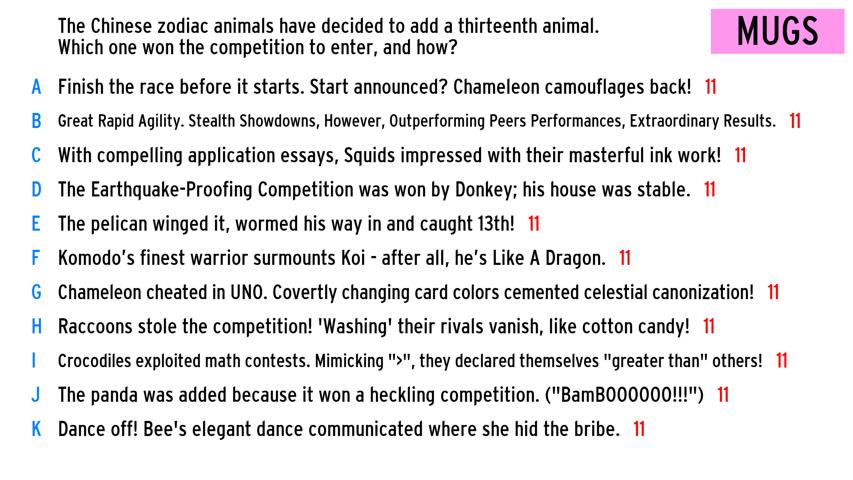 The Chinese zodiac animals have decided to add a thirteenth animal.
Which one won the competition to enter, and how?
MUGS
A Finish the race before it starts. Start announced? Chameleon camouflages back! 11
B Great Rapid Agility. Stealth Showdowns, However, Outperforming Peers Performances, Extraordinary Results. 11
C With compelling application essays, Squids impressed with their masterful ink work! 11
D The Earthquake-Proofing Competition was won by Donkey; his house was stable. 11
E The pelican winged it, wormed his way in and caught 13th! 11
F Komodo's finest warrior surmounts Koi - after all, he's Like A Dragon. 11
G Chameleon cheated in UNO. Covertly changing card colors cemented celestial canonization! 11
H Raccoons stole the competition! 'Washing' their rivals vanish, like cotton candy! 11
I Crocodiles exploited math contests. Mimicking ">", they declared themselves "greater than" others! 11
J The panda was added because it won a heckling competition. ("BamBOOOOOO!!!") 11
K Dance off! Bee's elegant dance communicated where she hid the bribe. 11